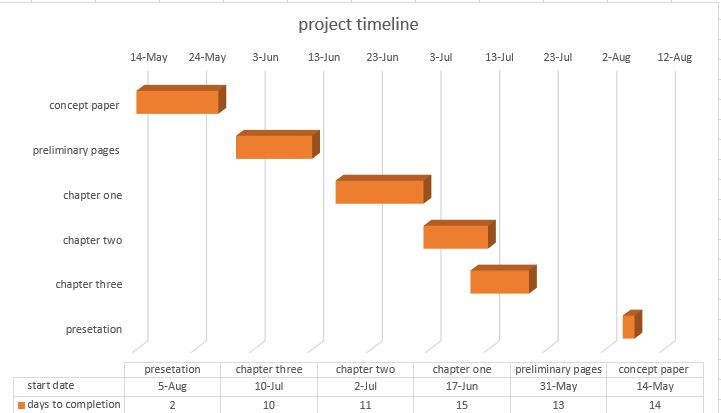 project timeline
14-May 24-May 3-Jun 13-Jun 23-Jun 3-Jul 13-Jul 23-Jul 2-Aug 12-Aug
concept paper
preliminary pages
chapter one
chapter two
chapter three
presetation
presetation chapter three chapter two chapter one preliminary pages concept paper
start date 5-Aug 10-Jul 2-Jul 17-Jun 31-May 14-May
days to completion 2 10 11 15 13 14